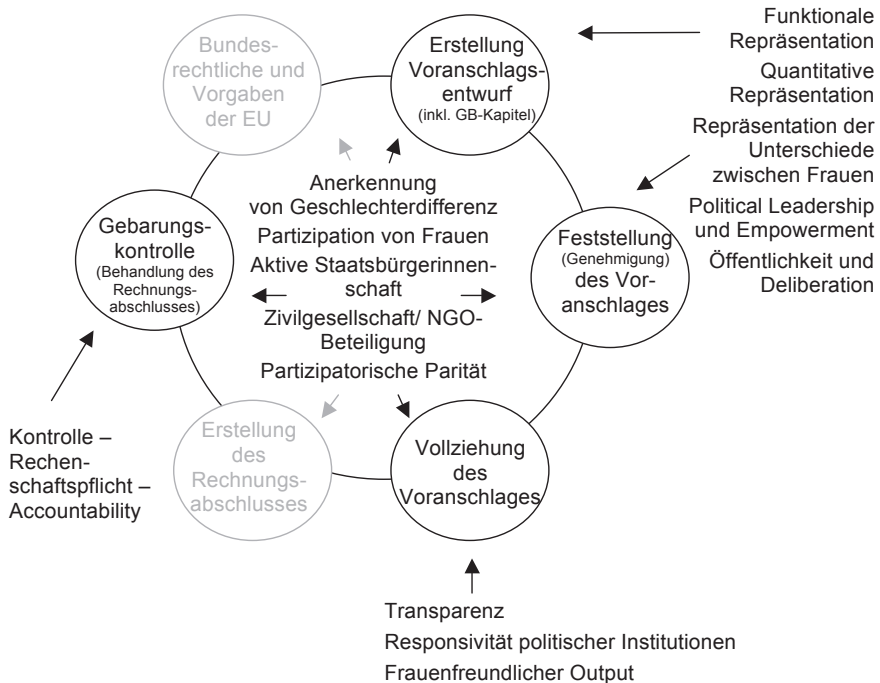 Bundes-
rechtliche und
Vorgaben
der EU
Erstellung
Voranschlags-
entwurf
(inkl. GB-Kapitel)
Funktionale
Repräsentation
Quantitative
Repräsentation
Repräsentation der
Unterschiede
zwischen Frauen
Political Leadership
und Empowerment
Öffentlichkeit und
Deliberation
Gebarungs-
kontrolle
(Behandlung des
Rechnungs-
abschlusses)
Anerkennung
von Geschlechterdifferenz
Partizipation von Frauen
Aktive Staatsbürgerinnen-
schaft
Zivilgesellschaft/ NGO-
Beteiligung
Partizipatorische Parität
Feststellung
(Genehmigung)
des Vor-
anschlages
Kontrolle –
Rechen-
schaftspflicht –
Accountability
Erstellung
des
Rechnungs-
abschlusses
Vollziehung
des
Voranschlages
Transparenz
Responsivität politischer Institutionen
Frauenfreundlicher Output